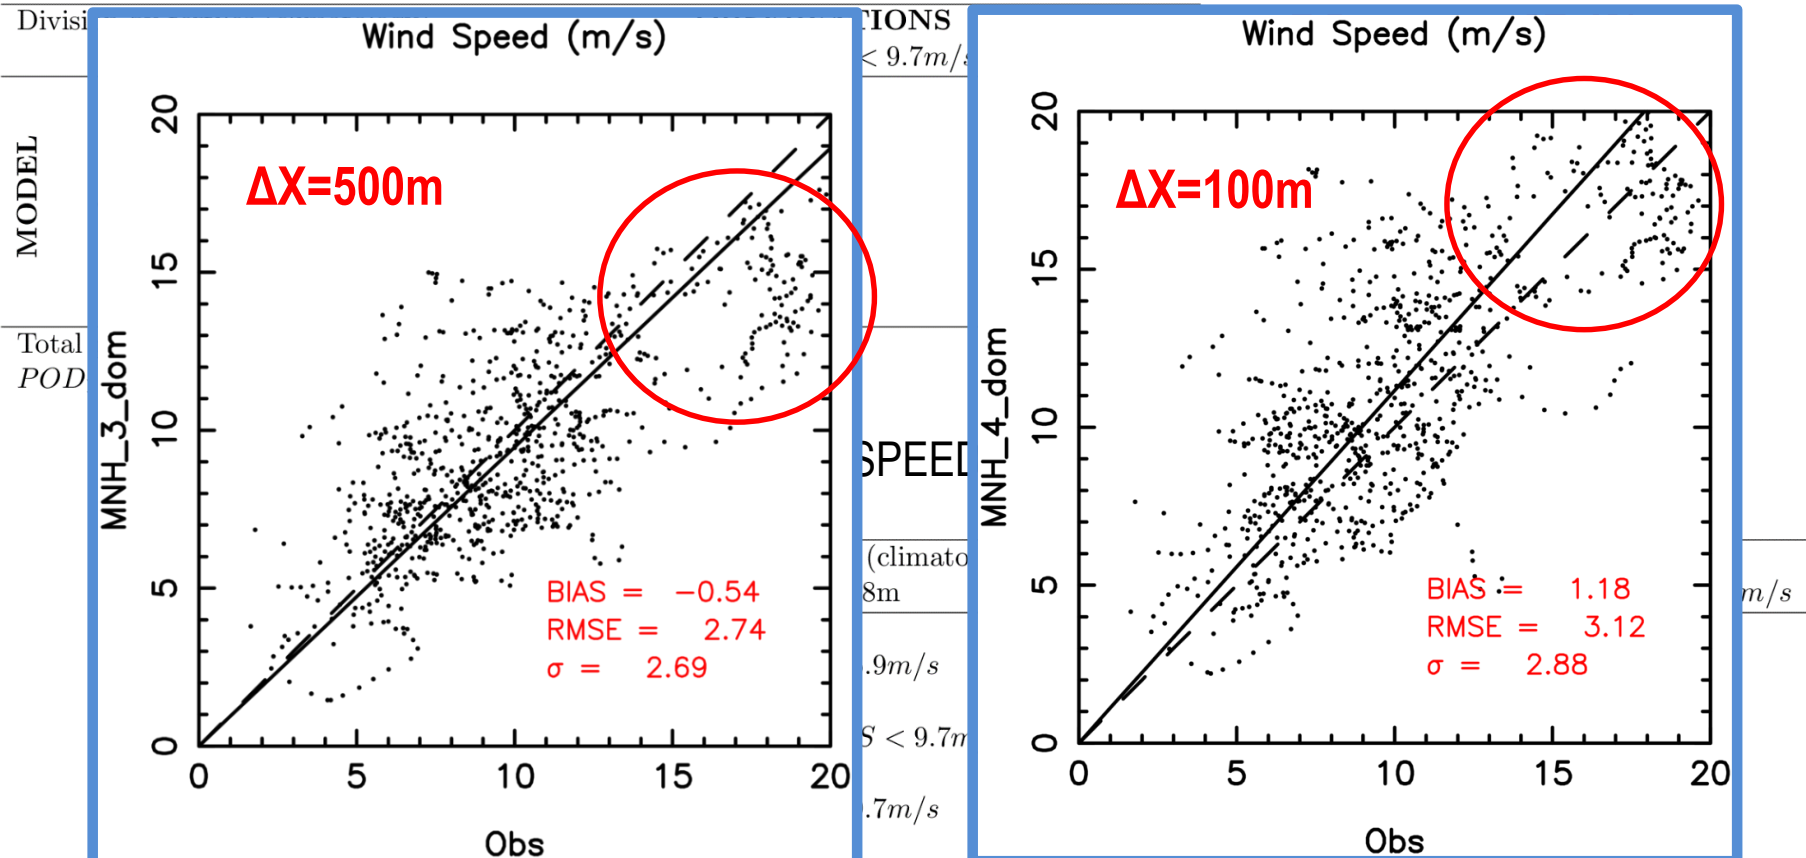 Divisi
TIONS
< 9.7m/s
MODEL
Total
POD
SPEED
(climato
8m
m/s
.9m/s
S < 9.7m
0.7m/s
Wind Speed (m/s)
ΔX=500m
MNH_3_dom
20
15
10
5
0
BIAS = −0.54
RMSE = 2.74
σ = 2.69
0 5 10 15 20
Obs
Wind Speed (m/s)
ΔX=100m
MNH_4_dom
20
15
10
5
0
BIAS = 1.18
RMSE = 3.12
σ = 2.88
0 5 10 15 20
Obs